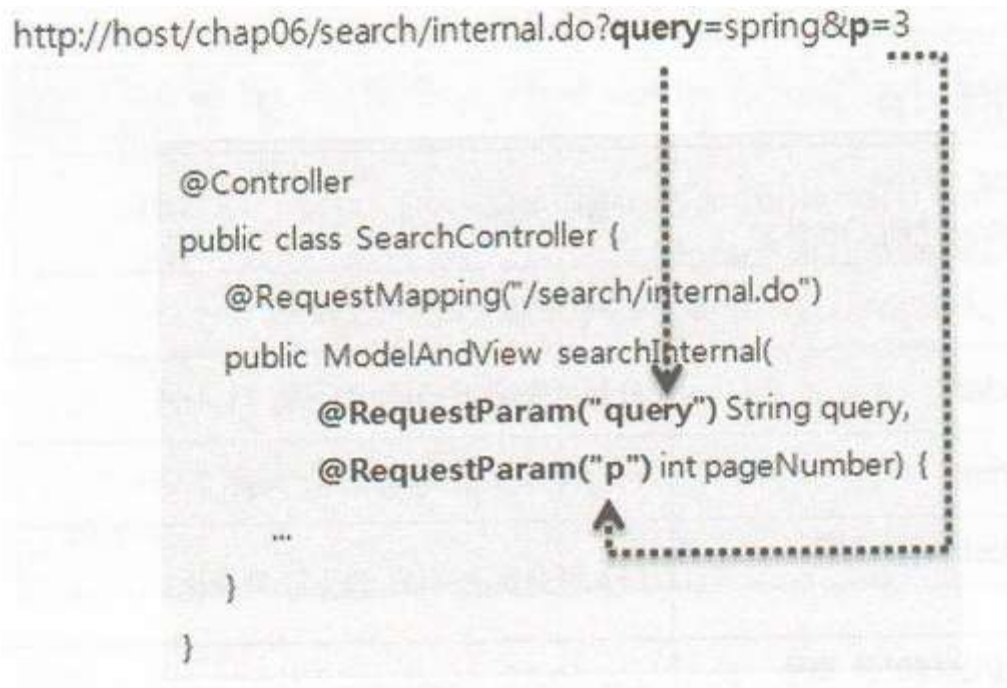 http://host/chap06/search/internal.do?query=spring&p=3
@Controller
public class SearchController {
@RequestMapping("/search/internal.do")
public ModelAndView searchInternal(
@RequestParam("query") String query,
@RequestParam("p") int pageNumber) {
...
}
}